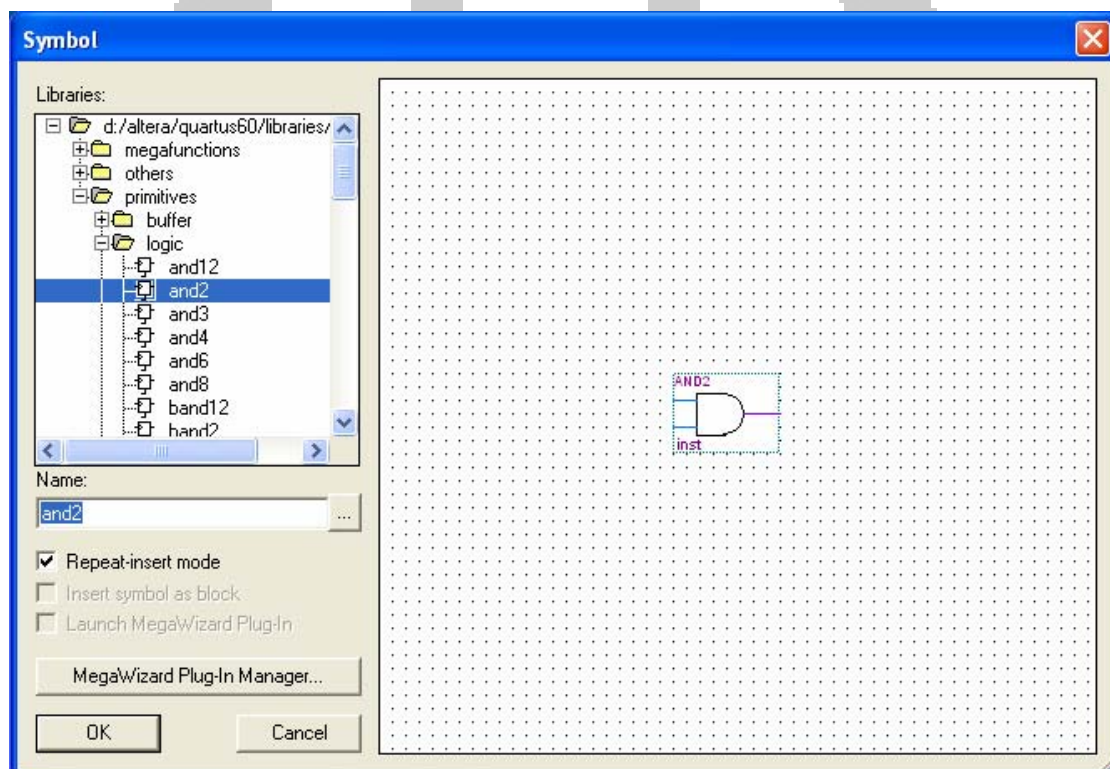 Symbol
Libraries:
d:/altera/quartus60/libraries/
megafunctions
others
primitives
buffer
logic
and12
and2
and3
and4
and6
and8
band12
band2
Name:
and2
...
Repeat-insert mode
Insert symbol as block
Launch MegaWizard Plug-In
MegaWizard Plug-In Manager...
OK
Cancel
AND2
inst